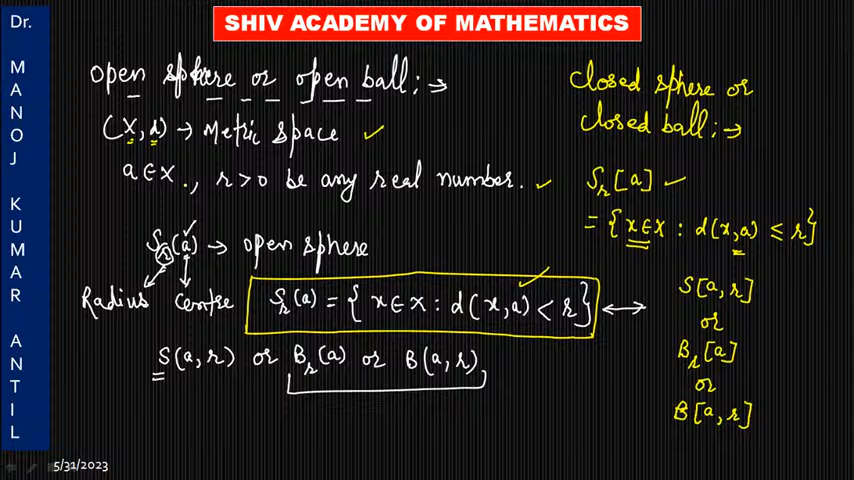 SHIV ACADEMY OF MATHEMATICS
Dr.
M
A
N
O
J
K
U
M
A
R
A
N
T
I
L
open sphere or open ball :→
(X, d) → Metric space ✓
a ∈ X., r > 0 be any real number. ✓
Sr(a) → open sphere
Radius Centre
Sr(a) = { x ∈ X : d(x, a) < r }
S(a, r) or Br(a) or B(a, r)
closed sphere or
closed ball :→
Sr[a] ✓
= { x ∈ X : d(x, a) ≤ r }
S[a, r]
or
Br[a]
or
B[a, r]
5/31/2023